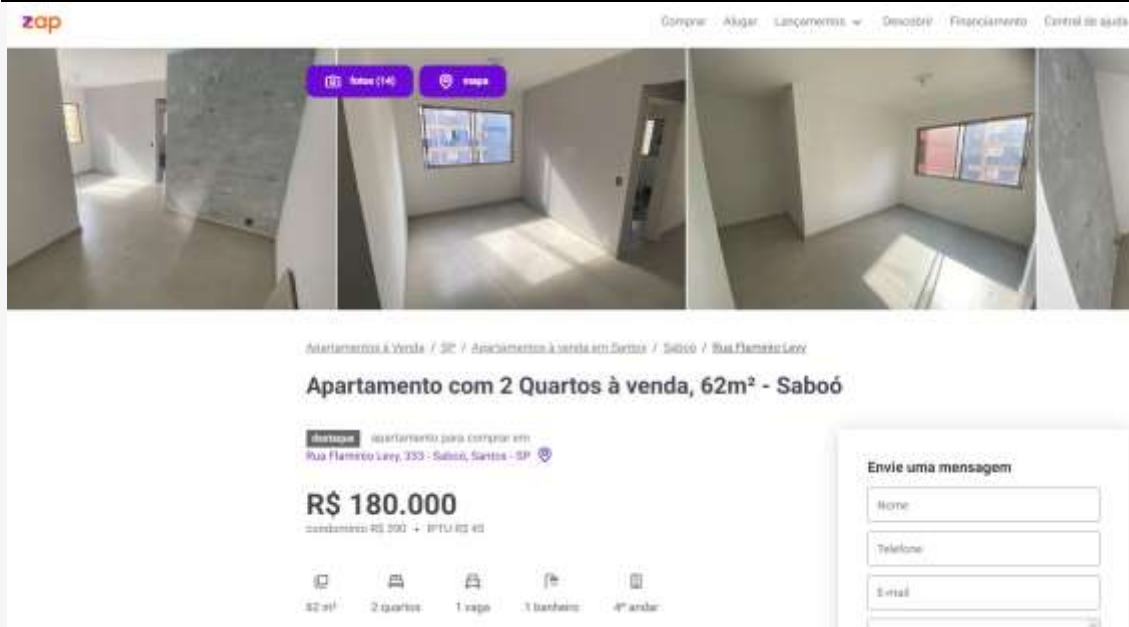 zap
Comprar Alugar Lançamentos Descobrir Financiamento Central de ajuda
fotos (14) mapa
Apartamentos à Venda / SP / Apartamentos à venda em Santos / Saboó / Rua Flaminio Levy
Apartamento com 2 Quartos à venda, 62m² - Saboó
destaque apartamento para comprar em
Rua Flaminio Levy, 333 - Saboó, Santos - SP
R$ 180.000
condomínio R$ 390 + IPTU R$ 45
62 m² 2 quartos 1 vaga 1 banheiro 4º andar
Envie uma mensagem
Nome
Telefone
E-mail